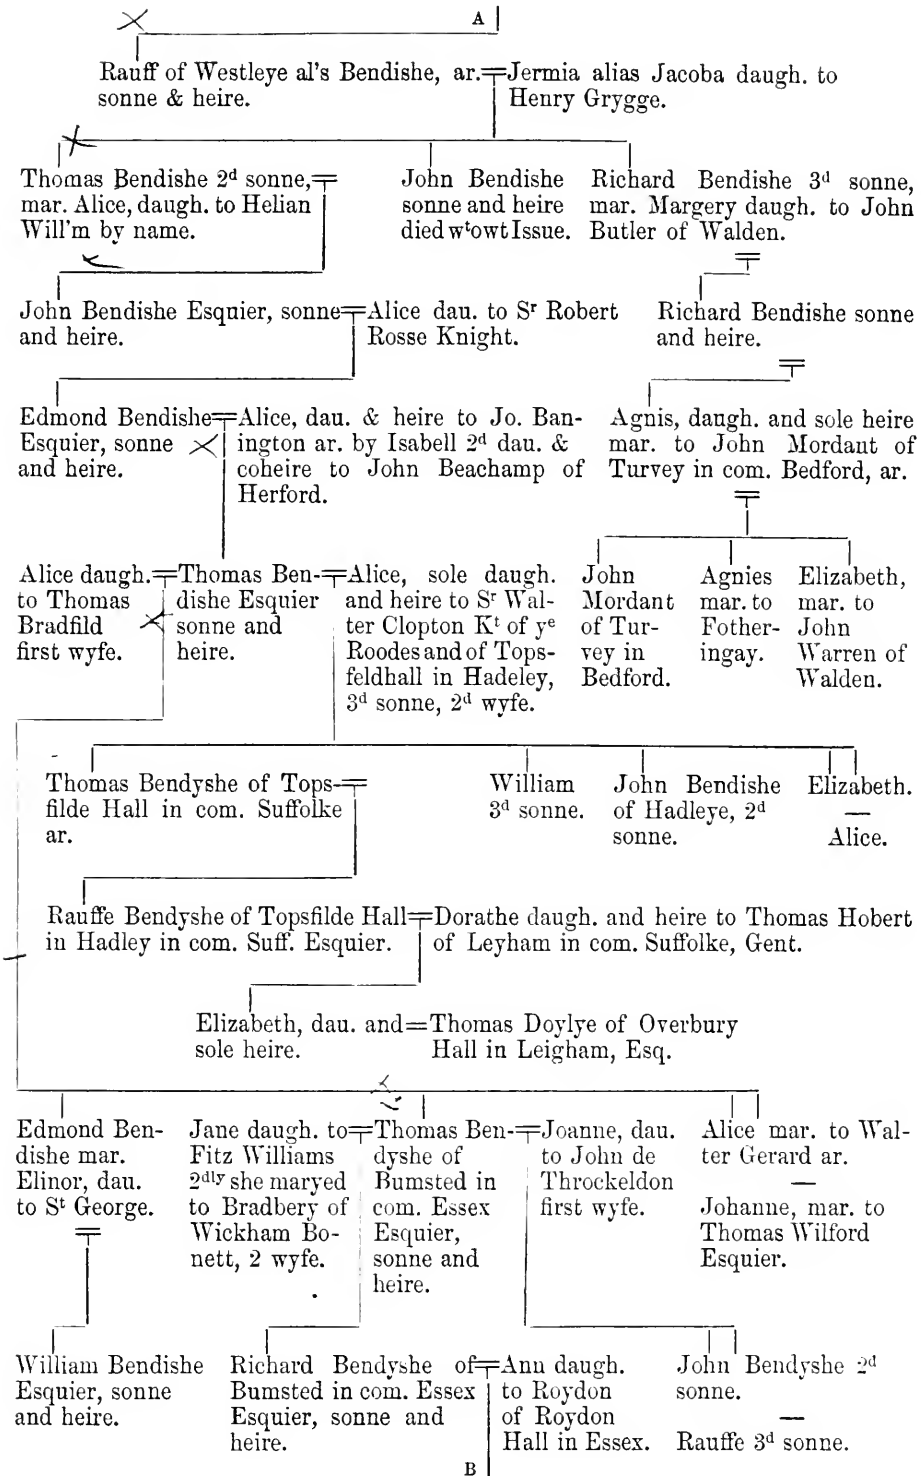 A
Rauff of Westleye al's Bendishe, ar.
sonne & heire.
Jermia alias Jacoba daugh. to
Henry Grygge.
Thomas Bendishe 2d sonne,
mar. Alice, daugh. to Helian
Will'm by name.
John Bendishe
sonne and heire
died wtowt Issue.
Richard Bendishe 3d sonne,
mar. Margery daugh. to John
Butler of Walden.
John Bendishe Esquier, sonne
and heire.
Alice dau. to Sr Robert
Rosse Knight.
Richard Bendishe sonne
and heire.
Edmond Bendishe
Esquier, sonne
and heire.
Alice, dau. & heire to Jo. Ban-
ington ar. by Isabell 2d dau. &
coheire to John Beachamp of
Herford.
Agnis, daugh. and sole heire
mar. to John Mordaut of
Turvey in com. Bedford, ar.
Alice daugh.
to Thomas
Bradfild
first wyfe.
Thomas Ben-
dishe Esquier
sonne and
heire.
Alice, sole daugh.
and heire to Sr Wal-
ter Clopton Kt of ye
Roodes and of Tops-
feldhall in Hadeley,
3d sonne, 2d wyfe.
John
Mordant
of Tur-
vey in
Bedford.
Agnies
mar. to
Fother-
ingay.
Elizabeth,
mar. to
John
Warren of
Walden.
Thomas Bendyshe of Tops-
filde Hall in com. Suffolke
ar.
William
3d sonne.
John Bendishe
of Hadleye, 2d
sonne.
Elizabeth.
—
Alice.
Rauffe Bendyshe of Topsfilde Hall
in Hadley in com. Suff. Esquier.
Dorathe daugh. and heire to Thomas Hobert
of Leyham in com. Suffolke, Gent.
Elizabeth, dau. and
sole heire.
Thomas Doylye of Overbury
Hall in Leigham, Esq.
Edmond Ben-
dishe mar.
Elinor, dau.
to St George.
Jane daugh. to
Fitz Williams
2dly she maryed
to Bradbery of
Wickham Bo-
nett, 2 wyfe.
Thomas Ben-
dyshe of
Bumsted in
com. Essex
Esquier,
sonne and
heire.
Joanne, dau.
to John de
Throckeldon
first wyfe.
Alice mar. to Wal-
ter Gerard ar.
—
Johanne, mar. to
Thomas Wilford
Esquier.
William Bendishe
Esquier, sonne
and heire.
Richard Bendyshe of
Bumsted in com. Essex
Esquier, sonne and
heire.
Ann daugh.
to Roydon
of Roydon
Hall in Essex.
John Bendyshe 2d
sonne.
—
Rauffe 3d sonne.
B